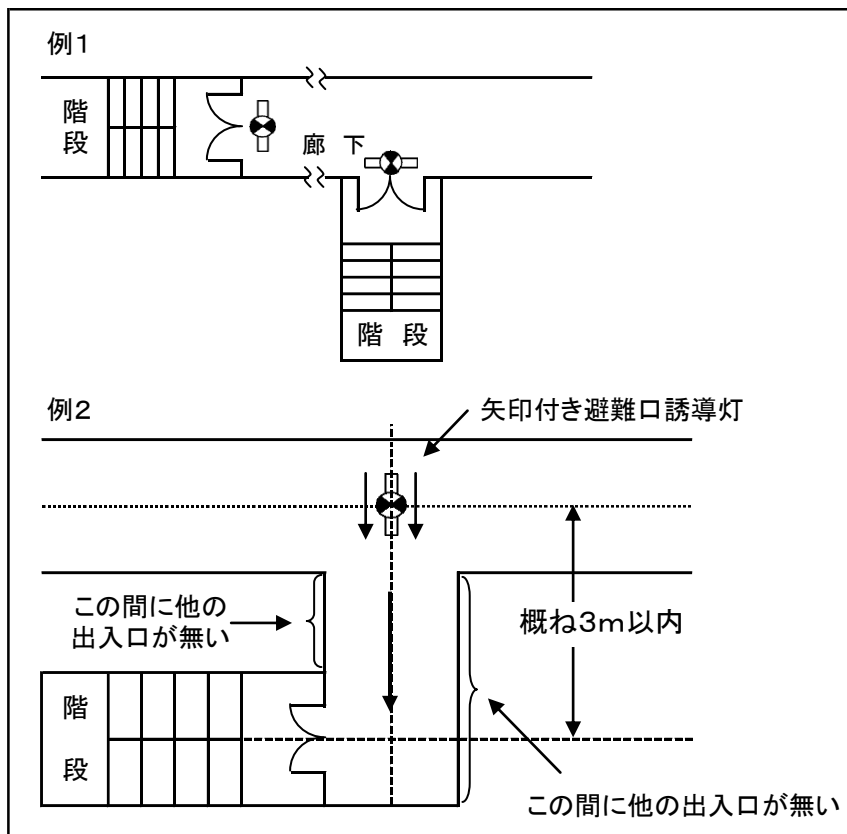 例1
階
段
廊 下
階 段
例2
矢印付き避難口誘導灯
この間に他の
出入口が無い
概ね3m以内
階
段
この間に他の出入口が無い